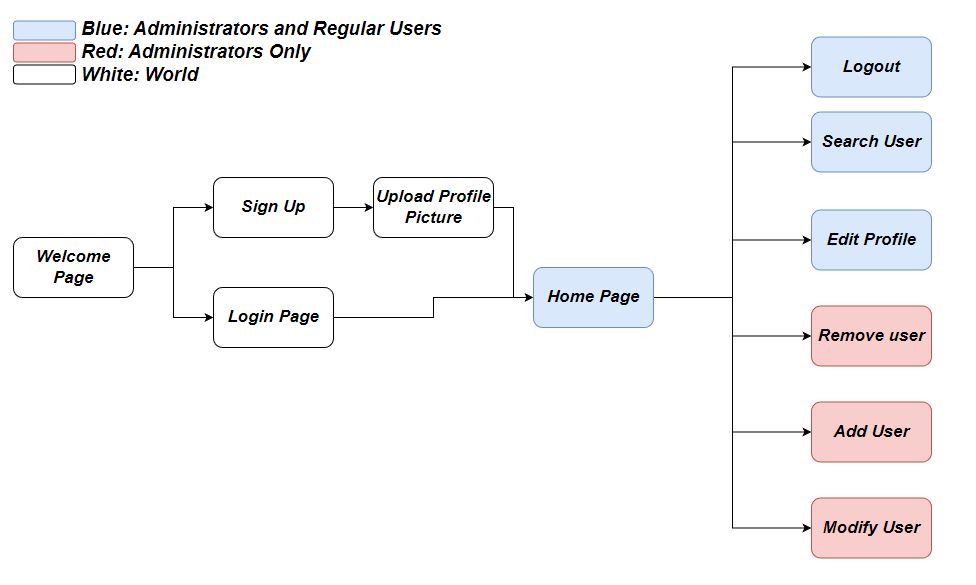 Blue: Administrators and Regular Users
Red: Administrators Only
White: World
Logout
Search User
Sign Up
Upload Profile
Picture
Edit Profile
Welcome
Page
Home Page
Login Page
Remove user
Add User
Modify User